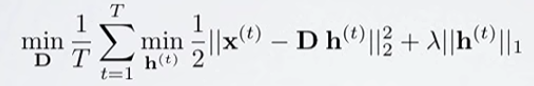 min_D 1/T ∑_{t=1}^{T} min_{h^{(t)}} 1/2 ||x^{(t)} − D h^{(t)}||_2^2 + λ||h^{(t)}||_1